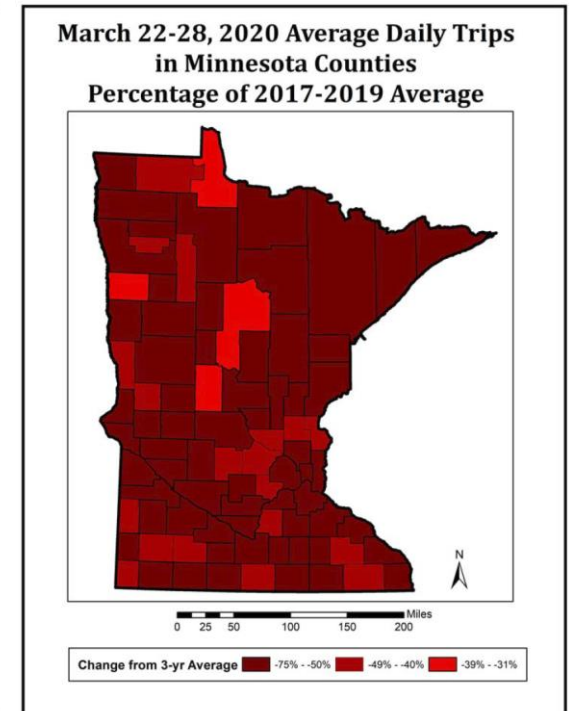 March 22-28, 2020 Average Daily Trips
in Minnesota Counties
Percentage of 2017-2019 Average
N
Miles
0 25 50 100 150 200
Change from 3-yr Average -75% - -50% -49% - -40% -39% - -31%